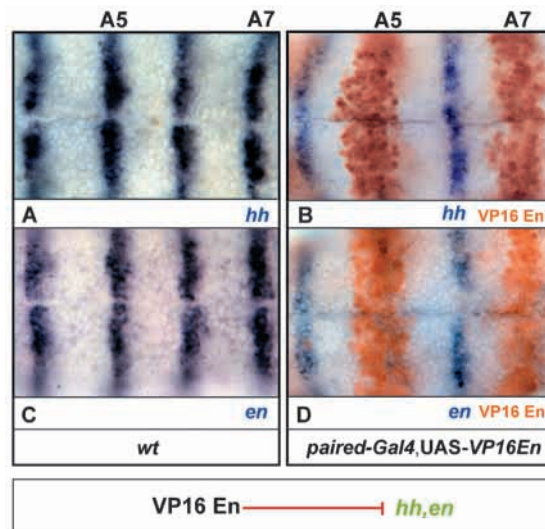 A5 A7 A5 A7
A hh B hh VP16 En
C en D en VP16 En
wt paired-Gal4,UAS-VP16En
VP16 En hh,en